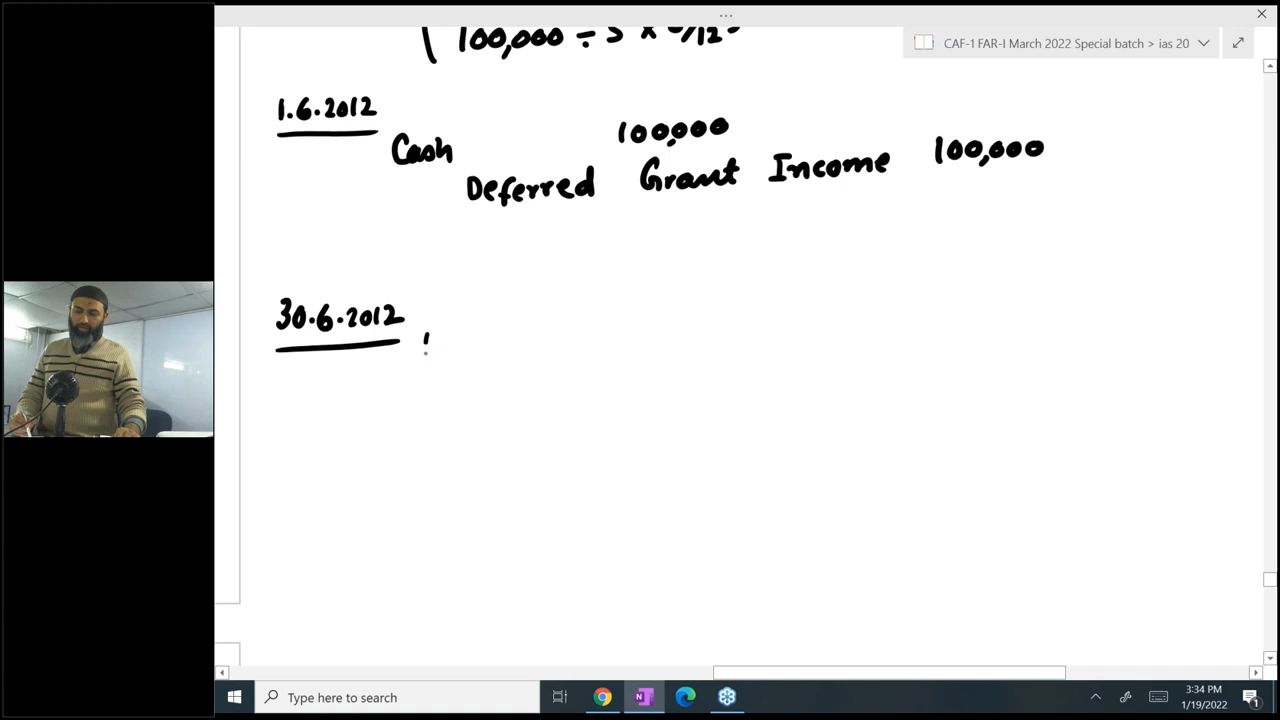 CAF-1 FAR-I March 2022 Special batch > ias 20
100,000 ÷ 5 ×
1.6.2012
Cash 100,000
Deferred Grant Income 100,000
30.6.2012
Type here to search
3:34 PM
1/19/2022